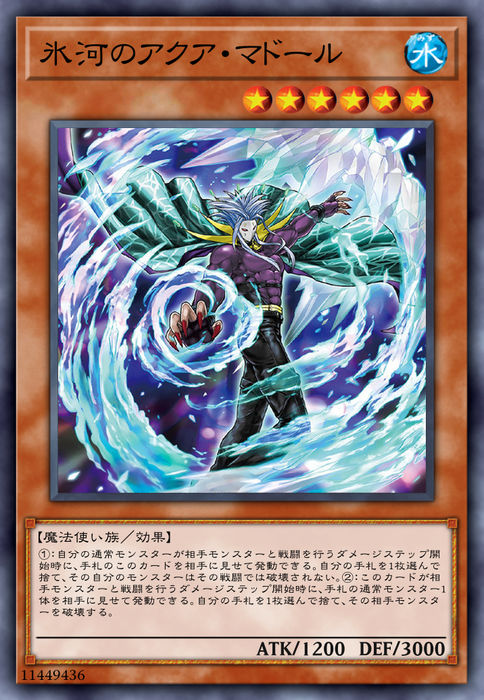 氷河のアクア・マドール
みず
水
【魔法使い族／効果】
①:自分の通常モンスターが相手モンスターと戦闘を行うダメージステップ開
始時に、手札のこのカードを相手に見せて発動できる。自分の手札を1枚選んで
捨て、その自分のモンスターはその戦闘では破壊されない。②:このカードが相
手モンスターと戦闘を行うダメージステップ開始時に、手札の通常モンスター1
体を相手に見せて発動できる。自分の手札を1枚選んで捨て、その相手モンスタ
ーを破壊する。
ATK/1200 DEF/3000
11449436